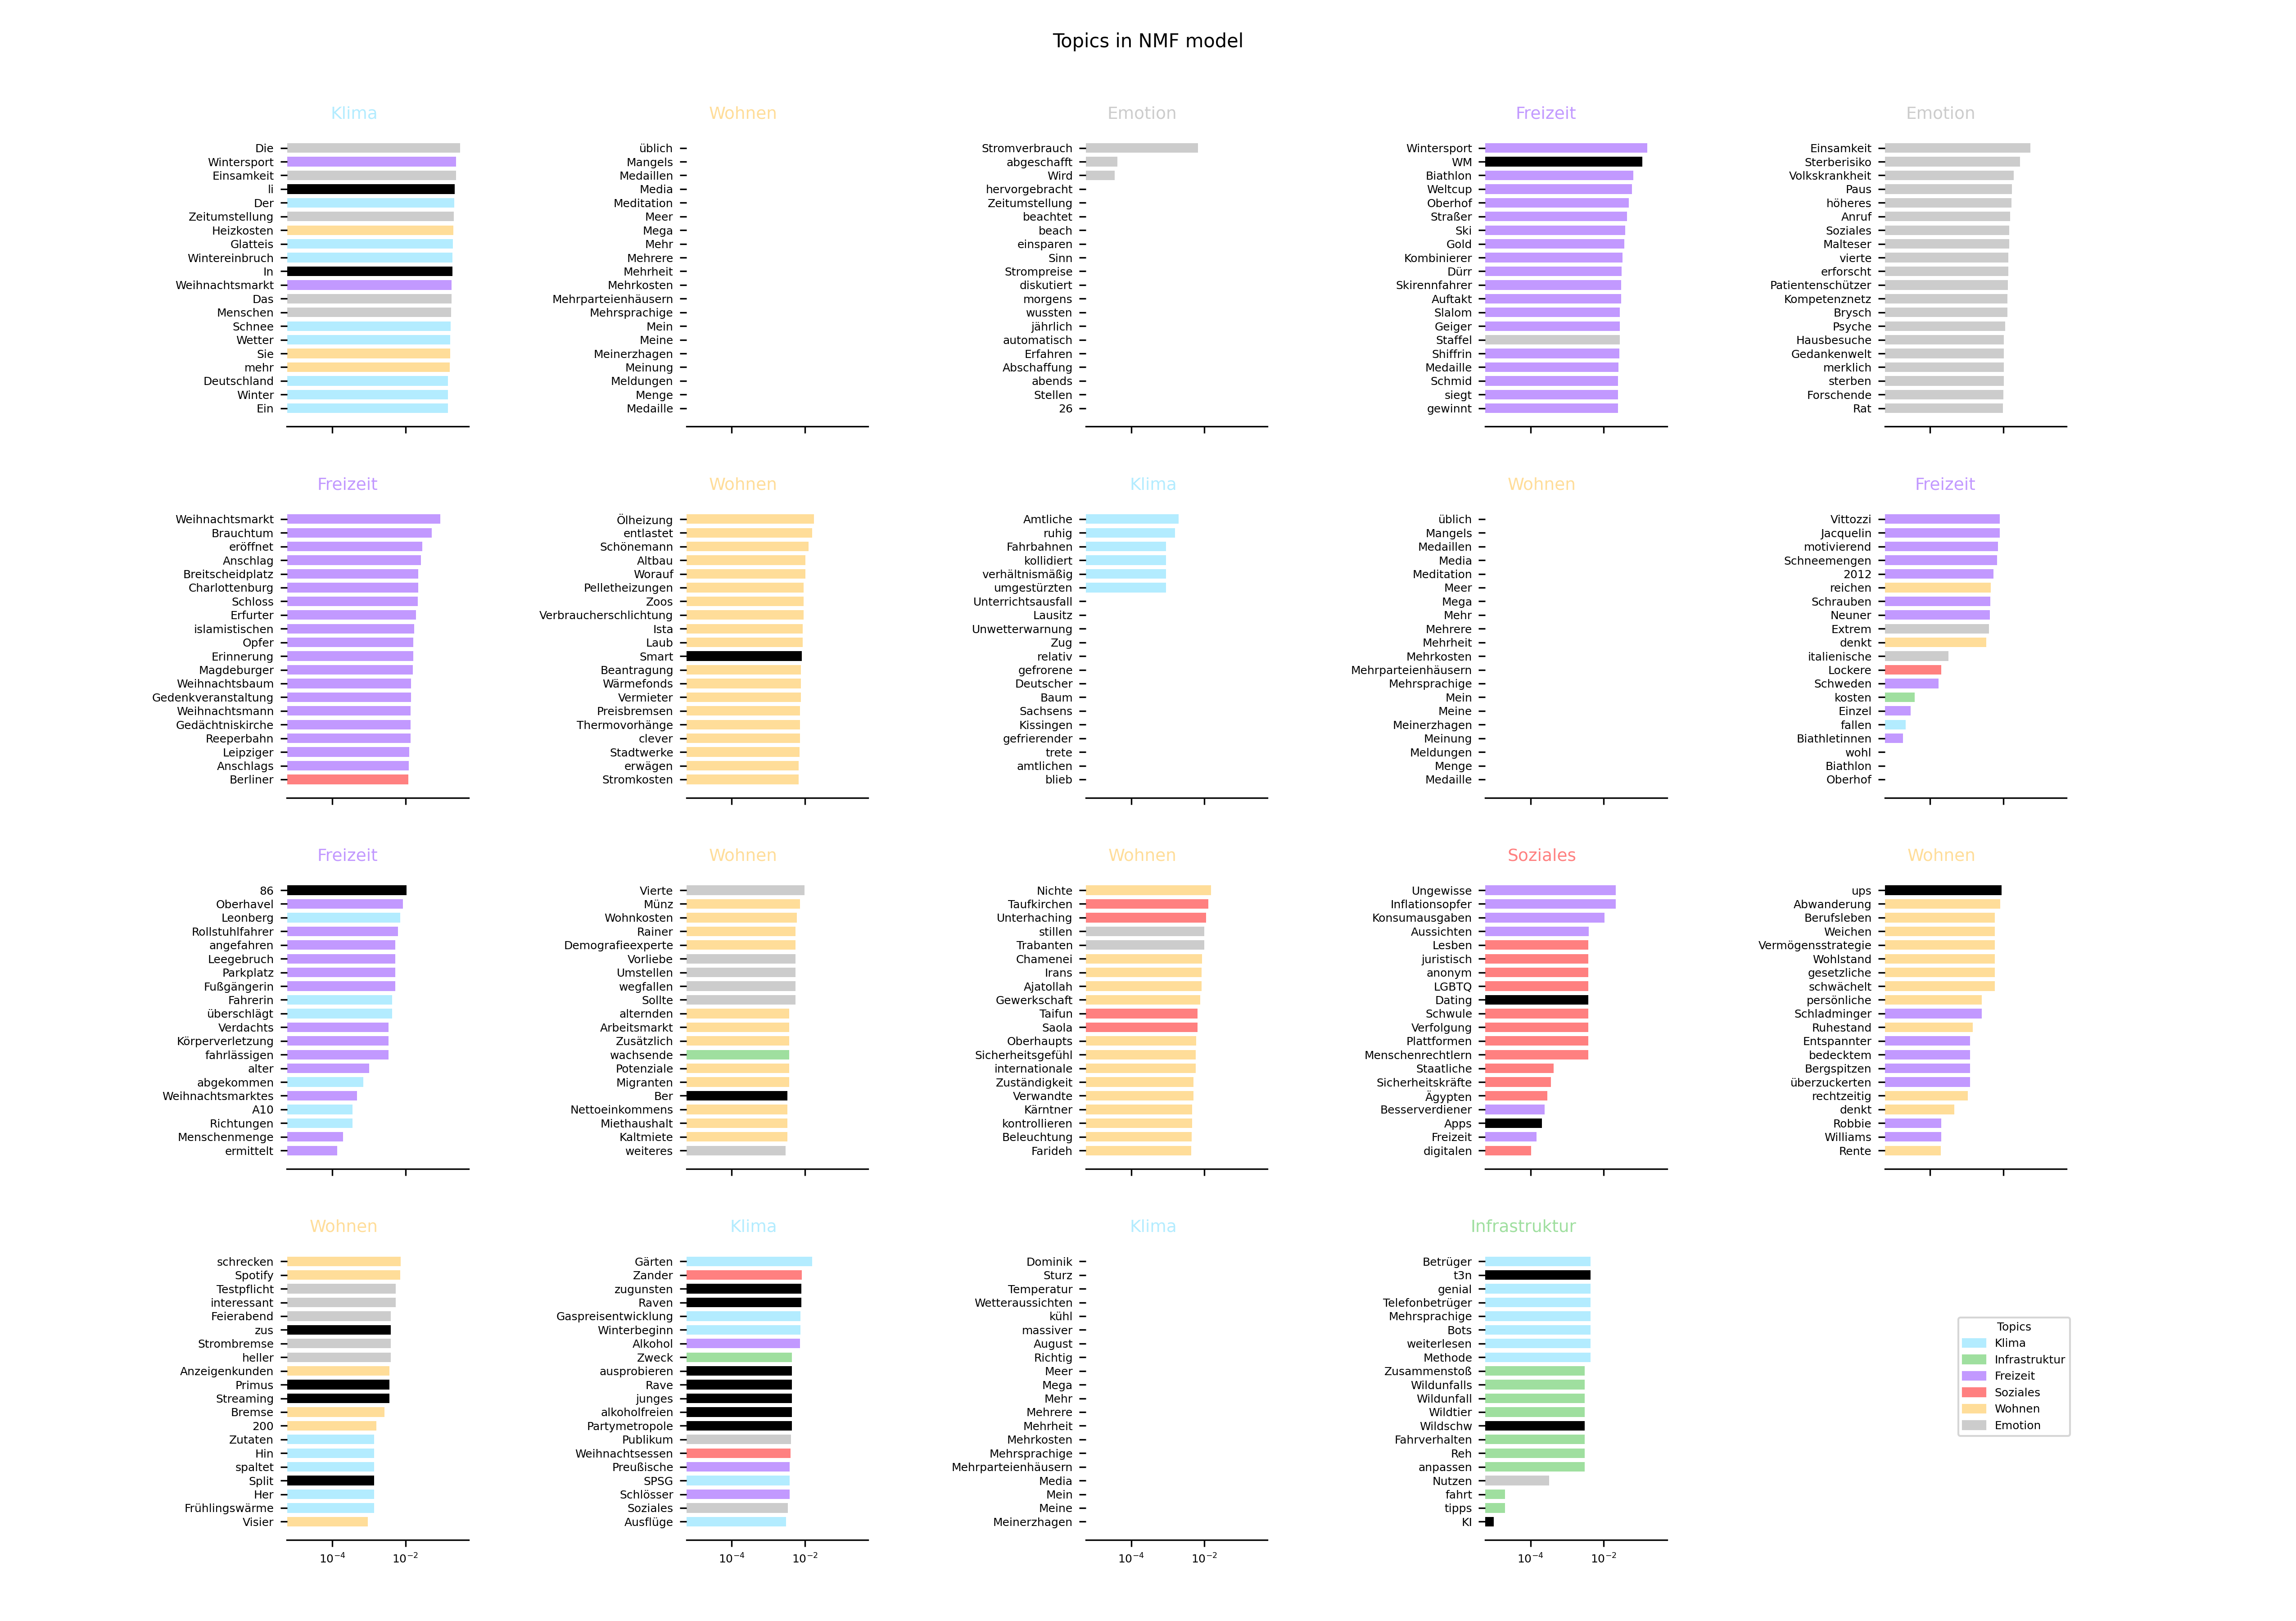 Topics in NMF model
Klima
Die
Wintersport
Einsamkeit
li
Der
Zeitumstellung
Heizkosten
Glatteis
Wintereinbruch
In
Weihnachtsmarkt
Das
Menschen
Schnee
Wetter
Sie
mehr
Deutschland
Winter
Ein
Wohnen
üblich
Mangels
Medaillen
Media
Meditation
Meer
Mega
Mehr
Mehrere
Mehrheit
Mehrkosten
Mehrparteienhäusern
Mehrsprachige
Mein
Meine
Meinerzhagen
Meinung
Meldungen
Menge
Medaille
Emotion
Stromverbrauch
abgeschafft
Wird
hervorgebracht
Zeitumstellung
beachtet
beach
einsparen
Sinn
Strompreise
diskutiert
morgens
wussten
jährlich
automatisch
Erfahren
Abschaffung
abends
Stellen
26
Freizeit
Wintersport
WM
Biathlon
Weltcup
Oberhof
Straßer
Ski
Gold
Kombinierer
Dürr
Skirennfahrer
Auftakt
Slalom
Geiger
Staffel
Shiffrin
Medaille
Schmid
siegt
gewinnt
Emotion
Einsamkeit
Sterberisiko
Volkskrankheit
Paus
höheres
Anruf
Soziales
Malteser
vierte
erforscht
Patientenschützer
Kompetenznetz
Brysch
Psyche
Hausbesuche
Gedankenwelt
merklich
sterben
Forschende
Rat
Freizeit
Weihnachtsmarkt
Brauchtum
eröffnet
Anschlag
Breitscheidplatz
Charlottenburg
Schloss
Erfurter
islamistischen
Opfer
Erinnerung
Magdeburger
Weihnachtsbaum
Gedenkveranstaltung
Weihnachtsmann
Gedächtniskirche
Reeperbahn
Leipziger
Anschlags
Berliner
Wohnen
Ölheizung
entlastet
Schönemann
Altbau
Worauf
Pelletheizungen
Zoos
Verbraucherschlichtung
Ista
Laub
Smart
Beantragung
Wärmefonds
Vermieter
Preisbremsen
Thermovorhänge
clever
Stadtwerke
erwägen
Stromkosten
Klima
Amtliche
ruhig
Fahrbahnen
kollidiert
verhältnismäßig
umgestürzten
Unterrichtsausfall
Lausitz
Unwetterwarnung
Zug
relativ
gefrorene
Deutscher
Baum
Sachsens
Kissingen
gefrierender
trete
amtlichen
blieb
Wohnen
üblich
Mangels
Medaillen
Media
Meditation
Meer
Mega
Mehr
Mehrere
Mehrheit
Mehrkosten
Mehrparteienhäusern
Mehrsprachige
Mein
Meine
Meinerzhagen
Meinung
Meldungen
Menge
Medaille
Freizeit
Vittozzi
Jacquelin
motivierend
Schneemengen
2012
reichen
Schrauben
Neuner
Extrem
denkt
italienische
Lockere
Schweden
kosten
Einzel
fallen
Biathletinnen
wohl
Biathlon
Oberhof
Freizeit
86
Oberhavel
Leonberg
Rollstuhlfahrer
angefahren
Leegebruch
Parkplatz
Fußgängerin
Fahrerin
überschlägt
Verdachts
Körperverletzung
fahrlässigen
alter
abgekommen
Weihnachtsmarktes
A10
Richtungen
Menschenmenge
ermittelt
Wohnen
Vierte
Münz
Wohnkosten
Rainer
Demografieexperte
Vorliebe
Umstellen
wegfallen
Sollte
alternden
Arbeitsmarkt
Zusätzlich
wachsende
Potenziale
Migranten
Ber
Nettoeinkommens
Miethaushalt
Kaltmiete
weiteres
Wohnen
Nichte
Taufkirchen
Unterhaching
stillen
Trabanten
Chamenei
Irans
Ajatollah
Gewerkschaft
Taifun
Saola
Oberhaupts
Sicherheitsgefühl
internationale
Zuständigkeit
Verwandte
Kärntner
kontrollieren
Beleuchtung
Farideh
Soziales
Ungewisse
Inflationsopfer
Konsumausgaben
Aussichten
Lesben
juristisch
anonym
LGBTQ
Dating
Schwule
Verfolgung
Plattformen
Menschenrechtlern
Staatliche
Sicherheitskräfte
Ägypten
Besserverdiener
Apps
Freizeit
digitalen
Wohnen
ups
Abwanderung
Berufsleben
Weichen
Vermögensstrategie
Wohlstand
gesetzliche
schwächelt
persönliche
Schladminger
Ruhestand
Entspannter
bedecktem
Bergspitzen
überzuckerten
rechtzeitig
denkt
Robbie
Williams
Rente
Wohnen
schrecken
Spotify
Testpflicht
interessant
Feierabend
zus
Strombremse
heller
Anzeigenkunden
Primus
Streaming
Bremse
200
Zutaten
Hin
spaltet
Split
Her
Frühlingswärme
Visier
10⁻⁴ 10⁻²
Klima
Gärten
Zander
zugunsten
Raven
Gaspreisentwicklung
Winterbeginn
Alkohol
Zweck
ausprobieren
Rave
junges
alkoholfreien
Partymetropole
Publikum
Weihnachtsessen
Preußische
SPSG
Schlösser
Soziales
Ausflüge
10⁻⁴ 10⁻²
Klima
Dominik
Sturz
Temperatur
Wetteraussichten
kühl
massiver
August
Richtig
Meer
Mega
Mehr
Mehrere
Mehrheit
Mehrkosten
Mehrsprachige
Mehrparteienhäusern
Media
Mein
Meine
Meinerzhagen
10⁻⁴ 10⁻²
Infrastruktur
Betrüger
t3n
genial
Telefonbetrüger
Mehrsprachige
Bots
weiterlesen
Methode
Zusammenstoß
Wildunfalls
Wildunfall
Wildtier
Wildschw
Fahrverhalten
Reh
anpassen
Nutzen
fahrt
tipps
KI
10⁻⁴ 10⁻²
Topics
Klima
Infrastruktur
Freizeit
Soziales
Wohnen
Emotion